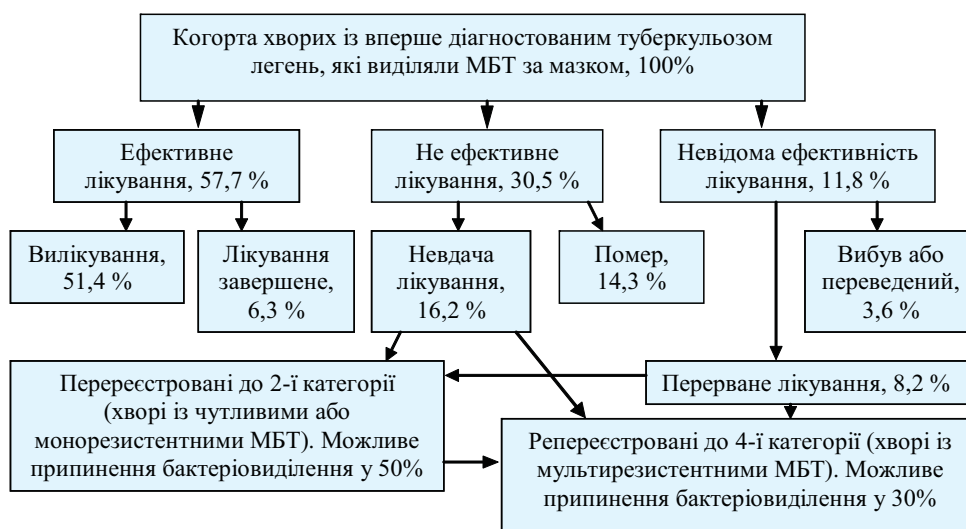 Когорта хворих із вперше діагностованим туберкульозом
легень, які виділяли МБТ за мазком, 100%
Ефективне
лікування, 57,7 %
Не ефективне
лікування, 30,5 %
Невідома ефективність
лікування, 11,8 %
Вилікування,
51,4 %
Лікування
завершене,
6,3 %
Невдача
лікування,
16,2 %
Помер,
14,3 %
Вибув або
переведений,
3,6 %
Перереєстровані до 2-ї категорії
(хворі із чутливими або
монорезистентними МБТ). Можливе
припинення бактеріовиділення у 50%
Перерване лікування, 8,2 %
Репереєстровані до 4-ї категорії (хворі із
мультирезистентними МБТ). Можливе
припинення бактеріовиділення у 30%